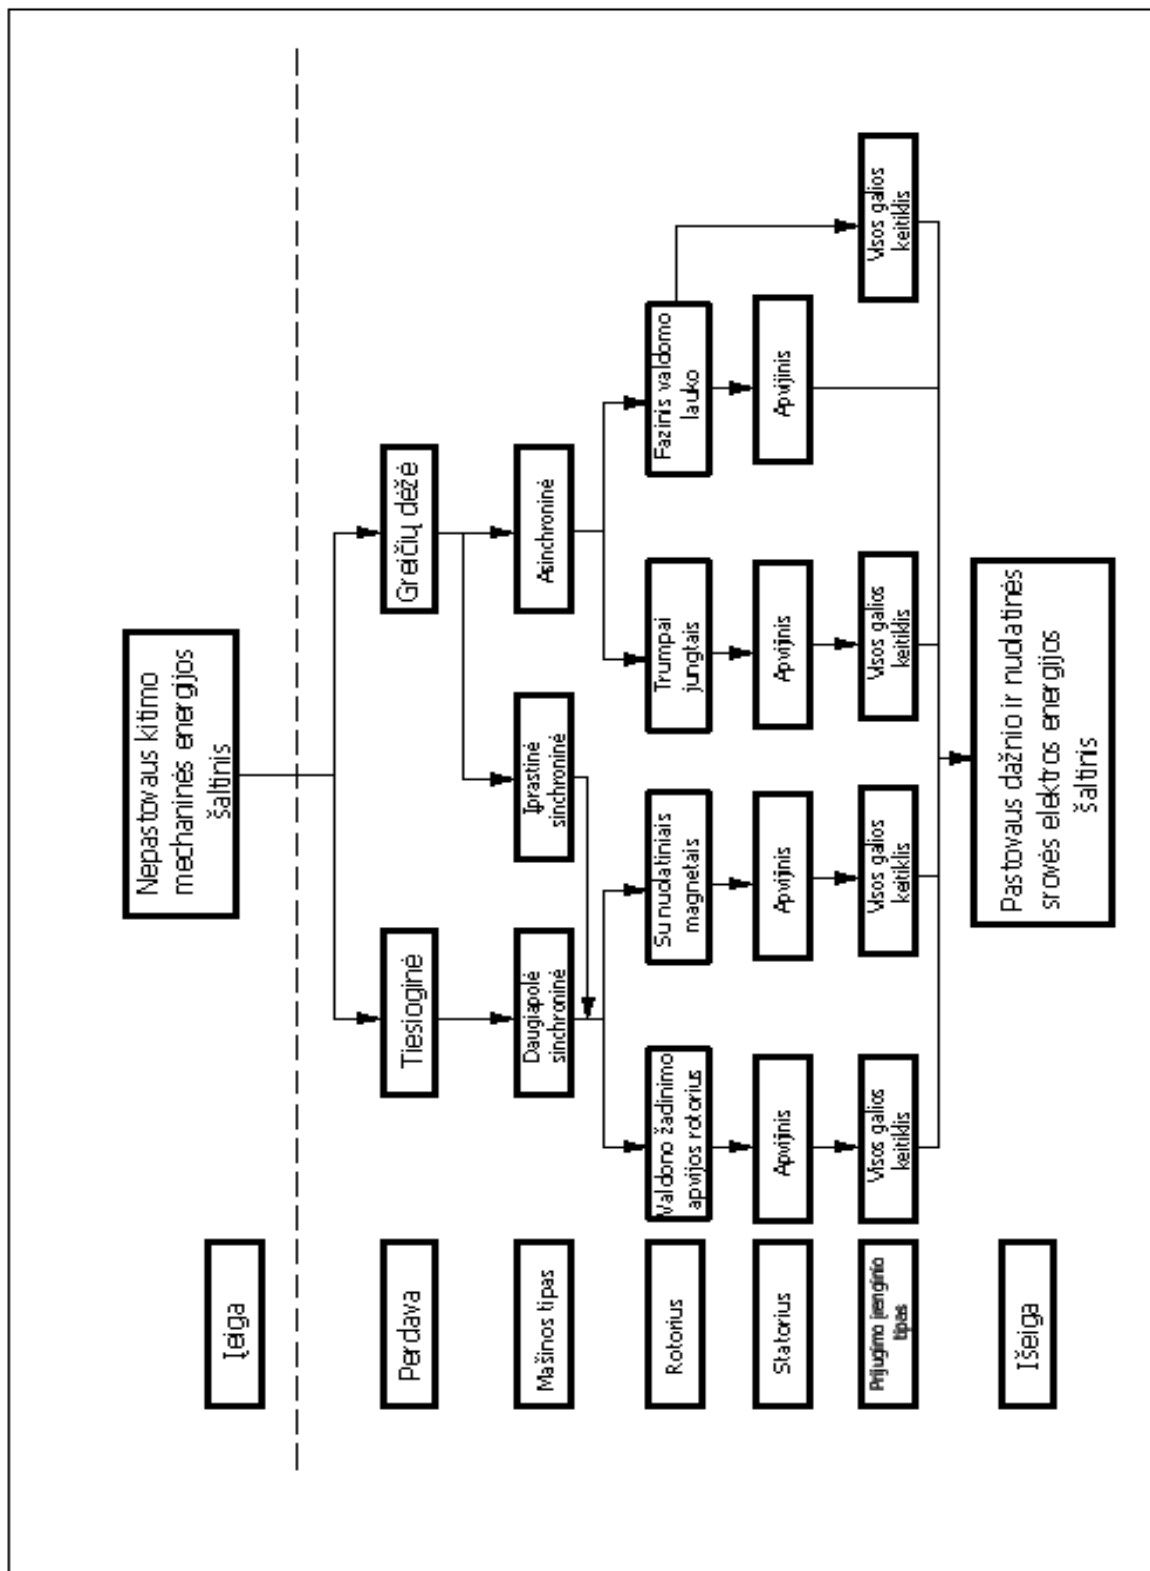 Nepastovaus kitimo
mechaninės energijos
šaltinis
Įeiga
Perdava
Tiesioginė
Greičių dėžė
Mašinos tipas
Daugiapolė
sinchroninė
Įprastinė
sinchroninė
Asinchroninė
Rotorius
Valdono žadinimo
apvijos rotorius
Su nuolatiniais
magnetais
Trumpai
jungtais
Fazinis valdomo
lauko
Statorius
Apvijinis
Apvijinis
Apvijinis
Apvijinis
Prijugimo įrenginio
tipas
Visos galios
keitiklis
Visos galios
keitiklis
Visos galios
keitiklis
Visos galios
keitiklis
Išeiga
Pastovaus dažnio ir nuolatinės
srovės elektros energijos
šaltinis